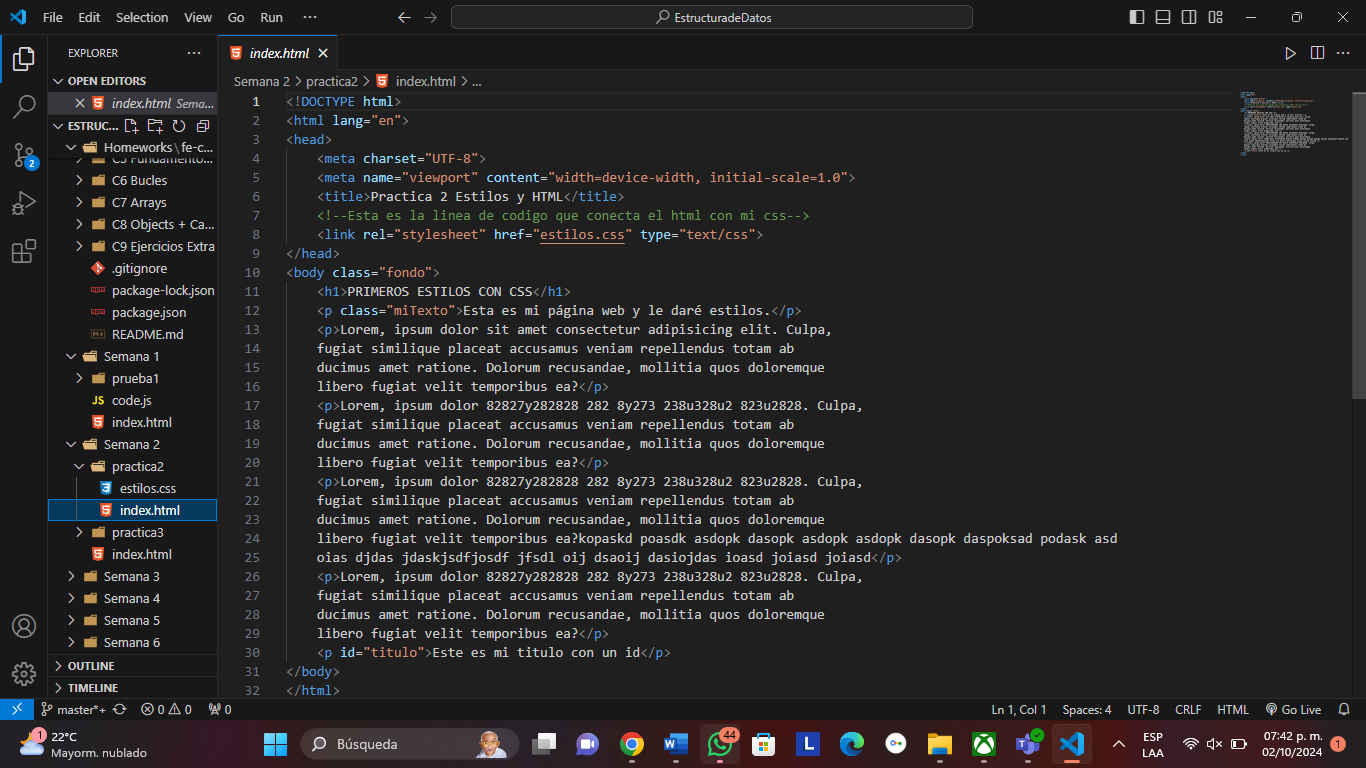 File Edit Selection View Go Run ··· EstructuradeDatos
EXPLORER ···
OPEN EDITORS
index.html Sema...
ESTRUC...
Homeworks\fe-c...
C5 Fundamento...
C6 Bucles
C7 Arrays
C8 Objects + Ca...
C9 Ejercicios Extra
.gitignore
package-lock.json
package.json
README.md
Semana 1
prueba1
JS code.js
index.html
Semana 2
practica2
estilos.css
index.html
practica3
index.html
Semana 3
Semana 4
Semana 5
Semana 6
OUTLINE
TIMELINE
2
index.html
Semana 2 > practica2 > index.html > ...
1 <!DOCTYPE html>
2 <html lang="en">
3 <head>
4 <meta charset="UTF-8">
5 <meta name="viewport" content="width=device-width, initial-scale=1.0">
6 <title>Practica 2 Estilos y HTML</title>
7 <!--Esta es la linea de codigo que conecta el html con mi css-->
8 <link rel="stylesheet" href="estilos.css" type="text/css">
9 </head>
10 <body class="fondo">
11 <h1>PRIMEROS ESTILOS CON CSS</h1>
12 <p class="miTexto">Esta es mi página web y le daré estilos.</p>
13 <p>Lorem, ipsum dolor sit amet consectetur adipisicing elit. Culpa,
14 fugiat similique placeat accusamus veniam repellendus totam ab
15 ducimus amet ratione. Dolorum recusandae, mollitia quos doloremque
16 libero fugiat velit temporibus ea?</p>
17 <p>Lorem, ipsum dolor 82827y282828 282 8y273 238u328u2 823u2828. Culpa,
18 fugiat similique placeat accusamus veniam repellendus totam ab
19 ducimus amet ratione. Dolorum recusandae, mollitia quos doloremque
20 libero fugiat velit temporibus ea?</p>
21 <p>Lorem, ipsum dolor 82827y282828 282 8y273 238u328u2 823u2828. Culpa,
22 fugiat similique placeat accusamus veniam repellendus totam ab
23 ducimus amet ratione. Dolorum recusandae, mollitia quos doloremque
24 libero fugiat velit temporibus ea?kopaskd poasdk asdopk dasopk asdopk asdopk dasopk daspoksad podask asd
25 oias djdas jdaskjsdfjosdf jfsdl oij dsaoij dasiojdas ioasd joiasd joiasd</p>
26 <p>Lorem, ipsum dolor 82827y282828 282 8y273 238u328u2 823u2828. Culpa,
27 fugiat similique placeat accusamus veniam repellendus totam ab
28 ducimus amet ratione. Dolorum recusandae, mollitia quos doloremque
29 libero fugiat velit temporibus ea?</p>
30 <p id="titulo">Este es mi titulo con un id</p>
31 </body>
32 </html>
master*+ 0 0 0 Ln 1, Col 1 Spaces: 4 UTF-8 CRLF HTML Go Live
1 22°C
Mayorm. nublado
Búsqueda
44
ESP
LAA
07:42 p. m.
02/10/2024
1